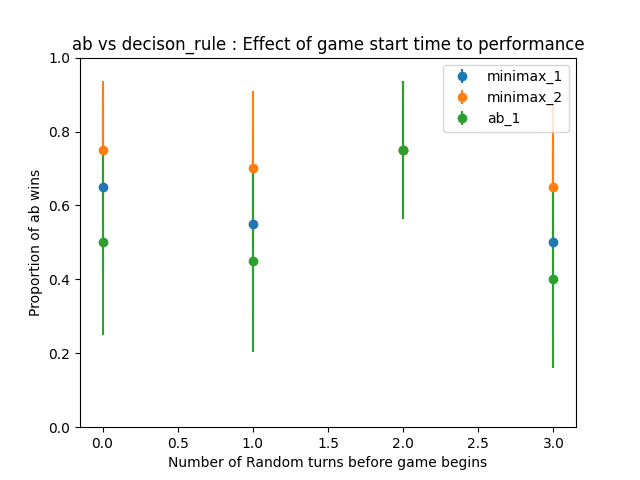 ab vs decison_rule : Effect of game start time to performance
minimax_1
minimax_2
ab_1
Proportion of ab wins
1.0
0.8
0.6
0.4
0.2
0.0
0.0 0.5 1.0 1.5 2.0 2.5 3.0
Number of Random turns before game begins